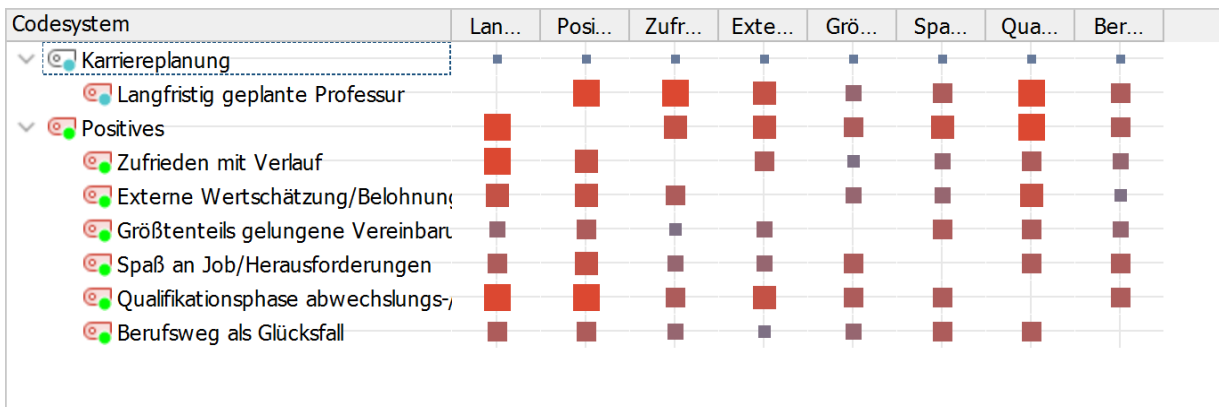 Codesystem Lan... Posi... Zufr... Exte... Grö... Spa... Qua... Ber...
Karriereplanung
Langfristig geplante Professur
Positives
Zufrieden mit Verlauf
Externe Wertschätzung/Belohnung
Größtenteils gelungene Vereinbaru
Spaß an Job/Herausforderungen
Qualifikationsphase abwechslungs-/
Berufsweg als Glücksfall